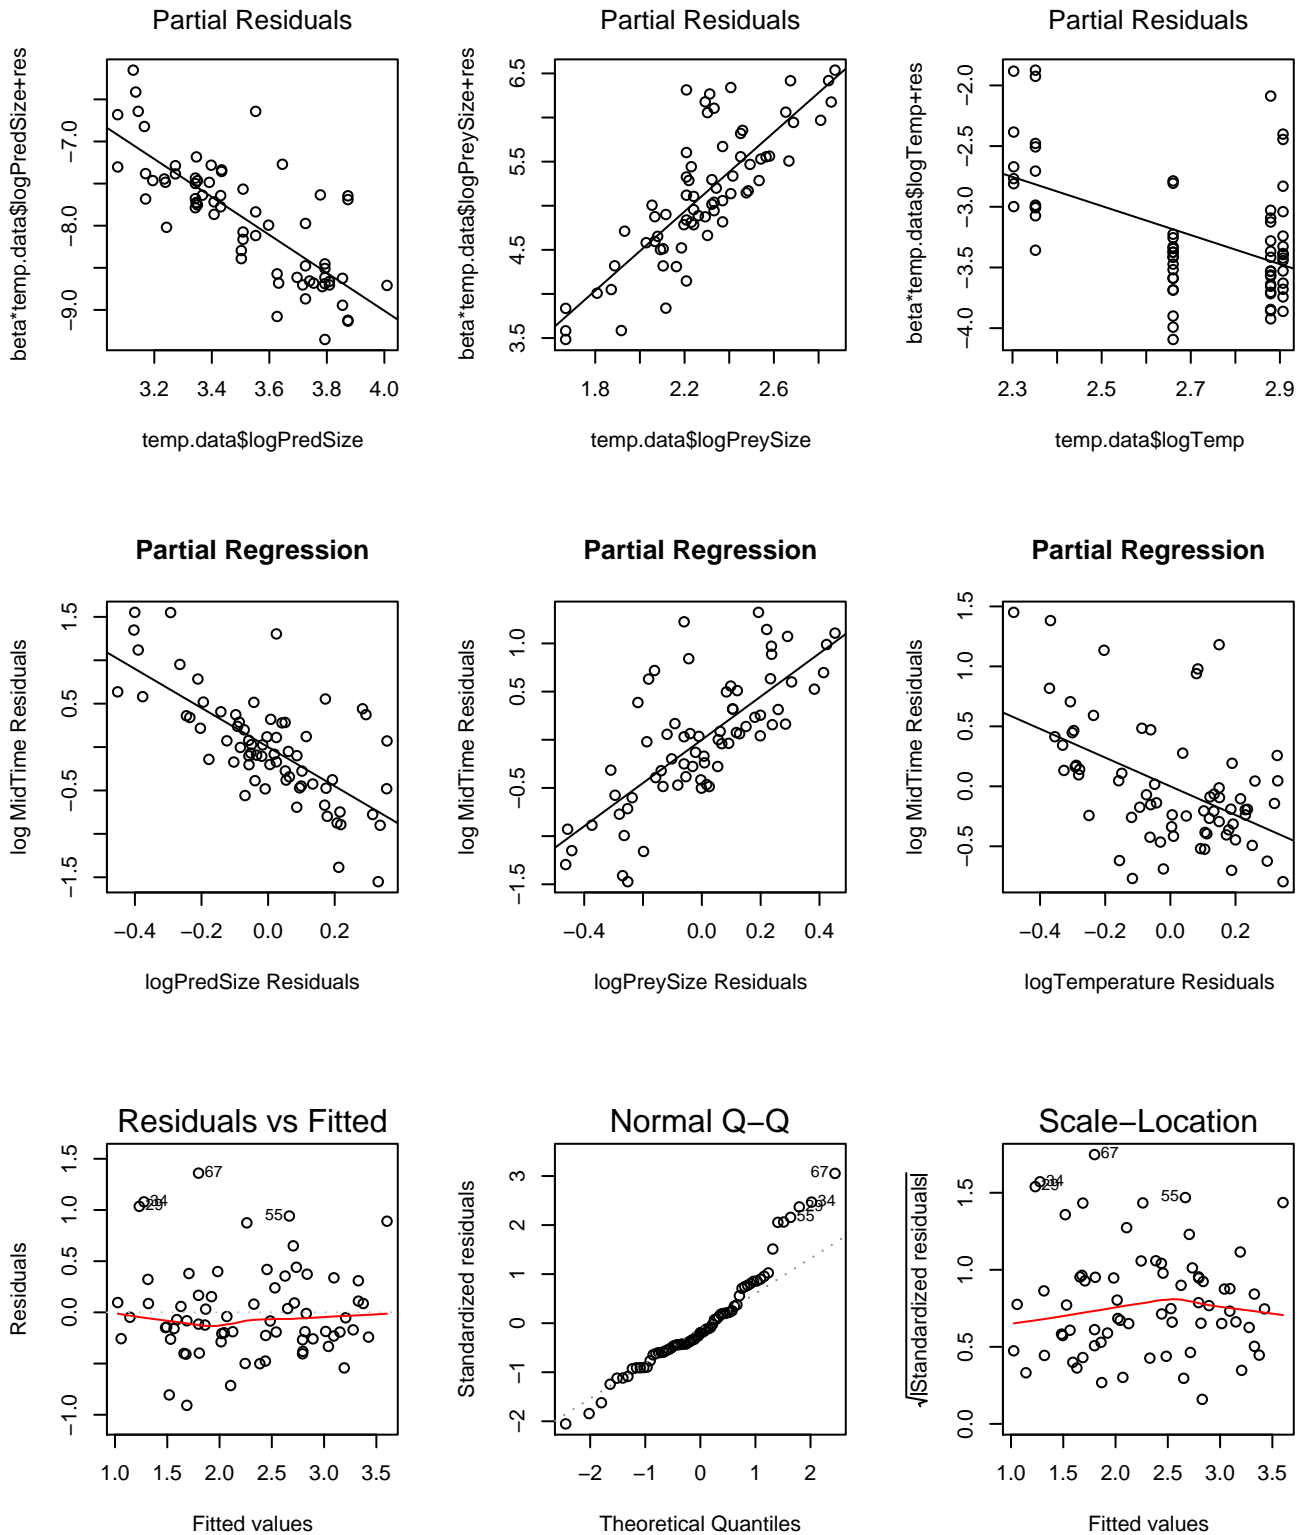 Partial Residuals
beta*temp.data$logPredSize+res
−7.0
−8.0
−9.0
3.2 3.4 3.6 3.8 4.0
temp.data$logPredSize
Partial Residuals
beta*temp.data$logPreySize+res
6.5
5.5
4.5
3.5
1.8 2.2 2.6
temp.data$logPreySize
Partial Residuals
beta*temp.data$logTemp+res
−2.0
−2.5
−3.0
−3.5
−4.0
2.3 2.5 2.7 2.9
temp.data$logTemp
Partial Regression
log MidTime Residuals
1.5
0.5
−0.5
−1.5
−0.4 −0.2 0.0 0.2
logPredSize Residuals
Partial Regression
log MidTime Residuals
1.0
0.0
−1.5
−0.4 0.0 0.2 0.4
logPreySize Residuals
Partial Regression
log MidTime Residuals
1.5
1.0
0.5
0.0
−0.5
−0.4 −0.2 0.0 0.2
logTemperature Residuals
Residuals vs Fitted
Residuals
1.5
1.0
0.5
0.0
−1.0
67
34
29
55
1.0 1.5 2.0 2.5 3.0 3.5
Fitted values
Normal Q−Q
Standardized residuals
3
2
1
0
−1
−2
67
34
29
55
−2 −1 0 1 2
Theoretical Quantiles
Scale−Location
√|Standardized residuals|
1.5
1.0
0.5
0.0
67
34
29
55
1.0 1.5 2.0 2.5 3.0 3.5
Fitted values